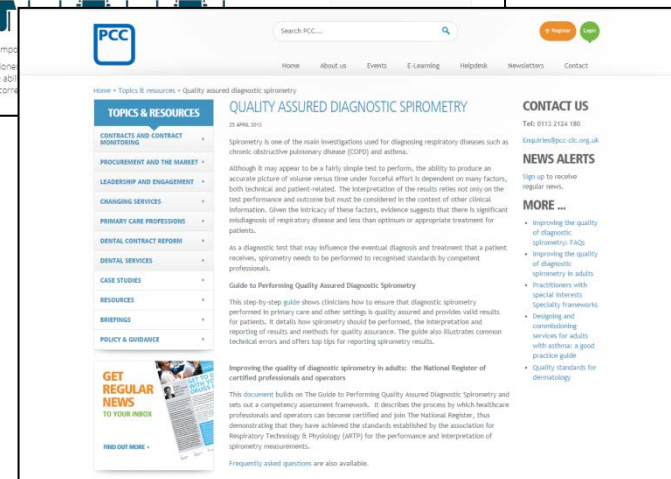 PCC
Search PCC....
Register
Login
Home About us Events E-Learning Helpdesk Newsletters Contact
Home » Topics & resources » Quality assured diagnostic spirometry
TOPICS & RESOURCES
CONTRACTS AND CONTRACT
MONITORING
PROCUREMENT AND THE MARKET
LEADERSHIP AND ENGAGEMENT
CHANGING SERVICES
PRIMARY CARE PROFESSIONS
DENTAL CONTRACT REFORM
DENTAL SERVICES
CASE STUDIES
RESOURCES
BRIEFINGS
POLICY & GUIDANCE
GET
REGULAR
NEWS
TO YOUR INBOX
FIND OUT MORE
QUALITY ASSURED DIAGNOSTIC SPIROMETRY
23 APRIL 2013
Spirometry is one of the main investigations used for diagnosing respiratory diseases such as
chronic obstructive pulmonary disease (COPD) and asthma.
Although it may appear to be a fairly simple test to perform, the ability to produce an
accurate picture of volume versus time under forceful effort is dependent on many factors,
both technical and patient-related. The interpretation of the results relies not only on the
test performance and outcome but must be considered in the context of other clinical
information. Given the intricacy of these factors, evidence suggests that there is significant
misdiagnosis of respiratory disease and less than optimum or appropriate treatment for
patients.
As a diagnostic test that may influence the eventual diagnosis and treatment that a patient
receives, spirometry needs to be performed to recognised standards by competent
professionals.
Guide to Performing Quality Assured Diagnostic Spirometry
This step-by-step guide shows clinicians how to ensure that diagnostic spirometry
performed in primary care and other settings is quality assured and provides valid results
for patients. It details how spirometry should be performed, the interpretation and
reporting of results and methods for quality assurance. The guide also illustrates common
technical errors and offers top tips for reporting spirometry results.
Improving the quality of diagnostic spirometry in adults: the National Register of
certified professionals and operators
This document builds on The Guide to Performing Quality Assured Diagnostic Spirometry and
sets out a competency assessment framework. It describes the process by which healthcare
professionals and operators can become certified and join The National Register, thus
demonstrating that they have achieved the standards established by the association for
Respiratory Technology & Physiology (ARTP) for the performance and interpretation of
spirometry measurements.
Frequently asked questions are also available.
CONTACT US
Tel: 0113 2124 180
Enquiries@pcc-cic.org.uk
NEWS ALERTS
Sign up to receive
regular news.
MORE ...
Improving the quality
of diagnostic
spirometry: FAQs
Improving the quality
of diagnostic
spirometry in adults
Practitioners with
special interests
Specialty frameworks
Designing and
commissioning
services for adults
with asthma: a good
practice guide
Quality standards for
dermatology